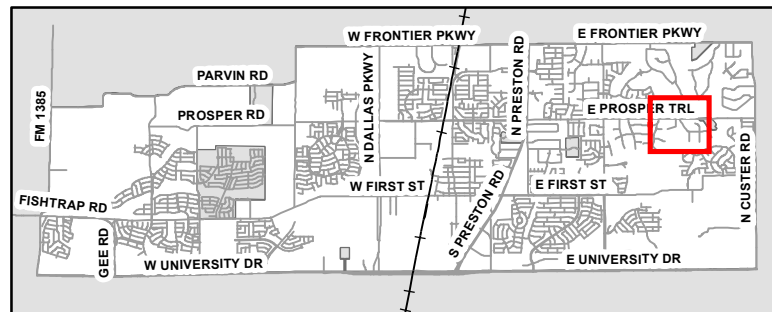 W FRONTIER PKWY
E FRONTIER PKWY
PARVIN RD
PROSPER RD
FM 1385
N DALLAS PKWY
N PRESTON RD
E PROSPER TRL
N CUSTER RD
W FIRST ST
E FIRST ST
S PRESTON RD
FISHTRAP RD
GEE RD
W UNIVERSITY DR
E UNIVERSITY DR